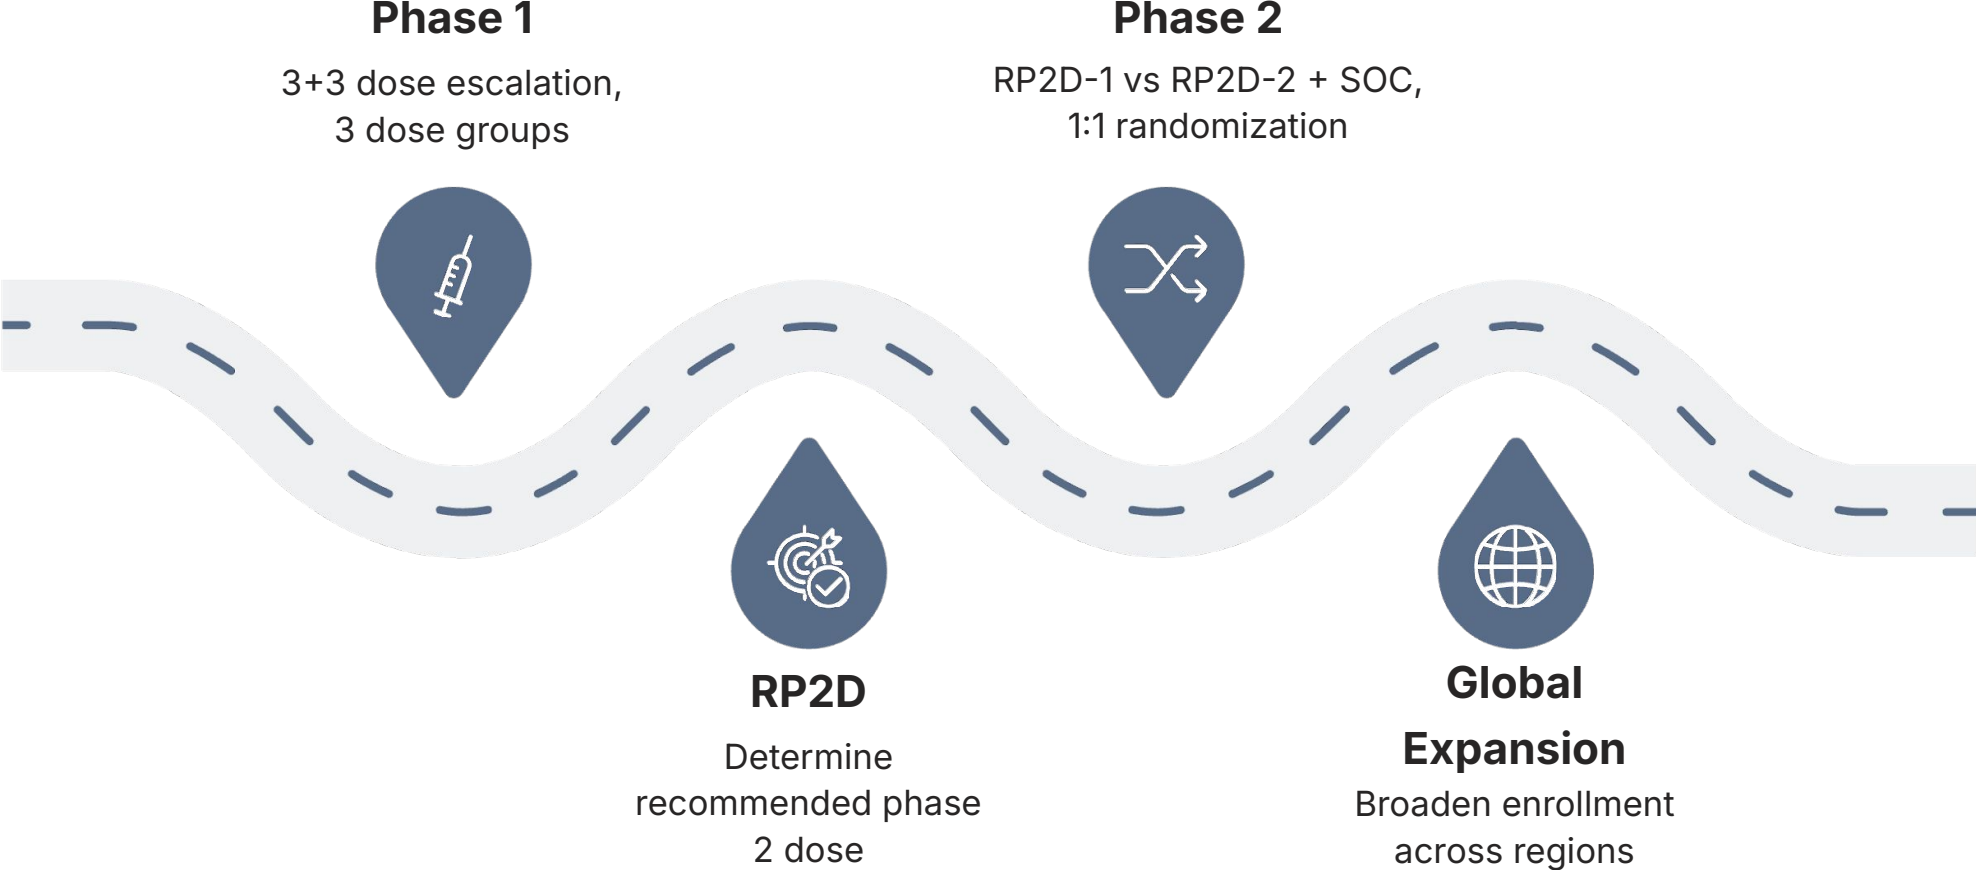 Phase 1
3+3 dose escalation,
3 dose groups
RP2D
Determine
recommended phase
2 dose
Phase 2
RP2D-1 vs RP2D-2 + SOC,
1:1 randomization
Global
Expansion
Broaden enrollment
across regions